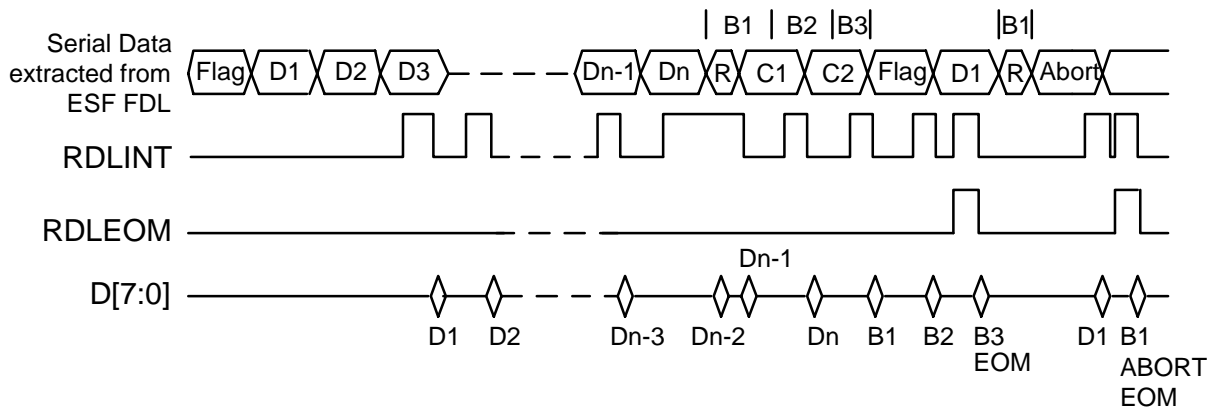 B1 B2 B3 B1
Serial Data
extracted from
ESF FDL
Flag D1 D2 D3 Dn-1 Dn R C1 C2 Flag D1 R Abort
RDLINT
RDLEOM
Dn-1
D[7:0]
D1 D2 Dn-3 Dn-2 Dn B1 B2 B3 D1 B1
EOM ABORT
EOM